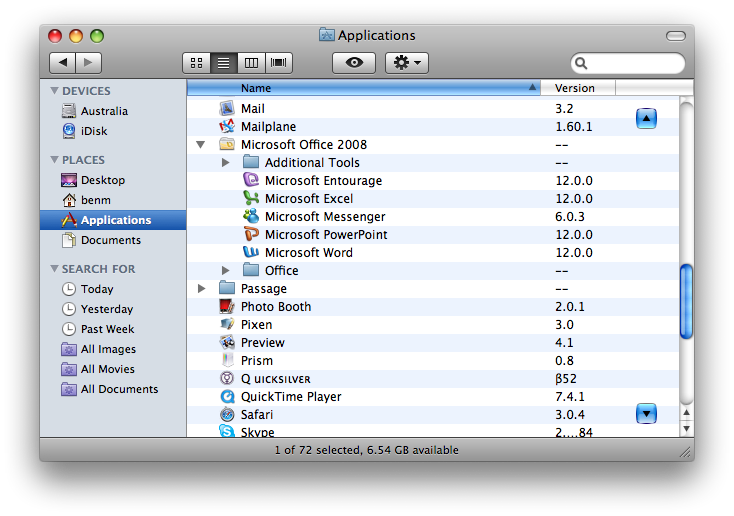 Applications
Name Version
DEVICES
Australia
iDisk
PLACES
Desktop
benm
Applications
Documents
SEARCH FOR
Today
Yesterday
Past Week
All Images
All Movies
All Documents
Mail 3.2
Mailplane 1.60.1
Microsoft Office 2008 --
Additional Tools --
Microsoft Entourage 12.0.0
Microsoft Excel 12.0.0
Microsoft Messenger 6.0.3
Microsoft PowerPoint 12.0.0
Microsoft Word 12.0.0
Office --
Passage --
Photo Booth 2.0.1
Pixen 3.0
Preview 4.1
Prism 0.8
Quicksilver β52
QuickTime Player 7.4.1
Safari 3.0.4
Skype 2....84
1 of 72 selected, 6.54 GB available